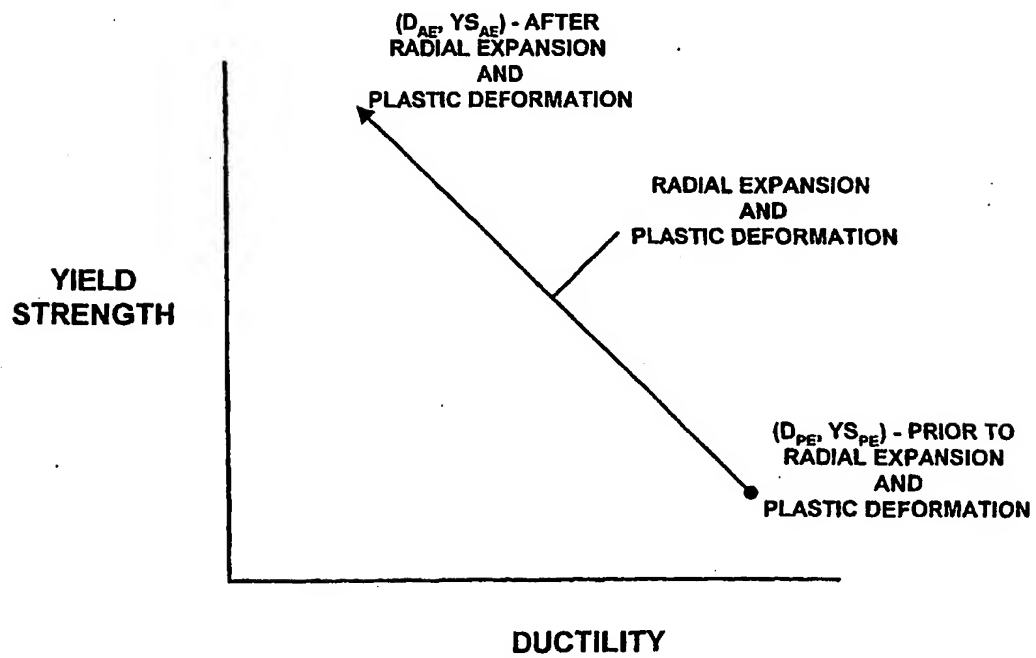 (D_AE, YS_AE) - AFTER
RADIAL EXPANSION
AND
PLASTIC DEFORMATION
RADIAL EXPANSION
AND
PLASTIC DEFORMATION
YIELD
STRENGTH
(D_PE, YS_PE) - PRIOR TO
RADIAL EXPANSION
AND
PLASTIC DEFORMATION
DUCTILITY